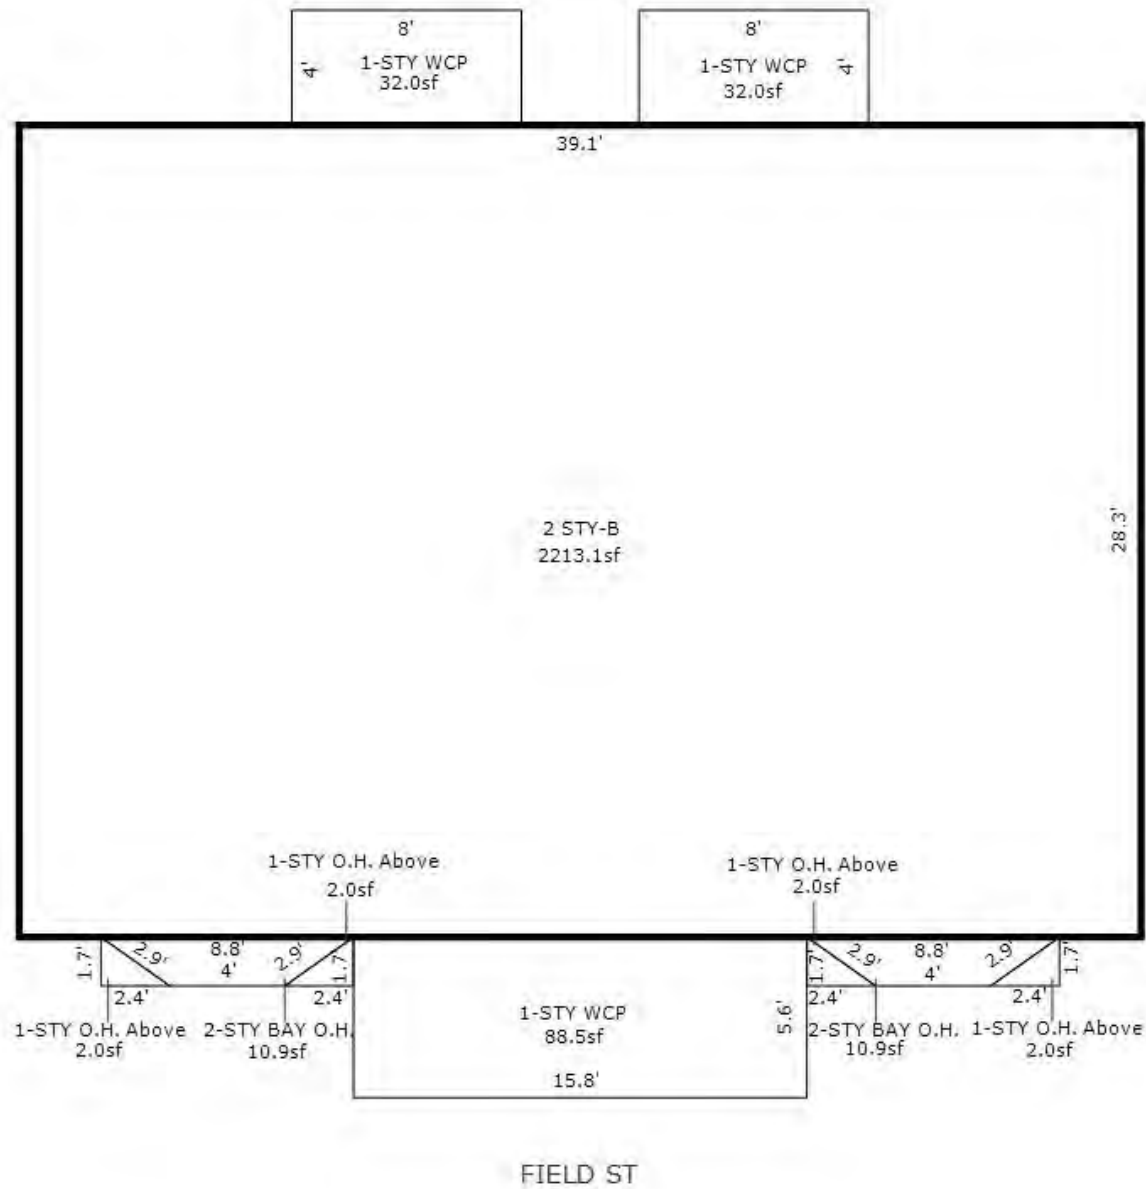 8'
4'
1-STY WCP
32.0sf
8'
1-STY WCP
32.0sf
4'
39.1'
2 STY-B
2213.1sf
28.3'
1-STY O.H. Above
2.0sf
1-STY O.H. Above
2.0sf
1.7'
2.9'
8.8'
4'
2.9'
1.7'
2.4'
2.4'
1-STY O.H. Above
2.0sf
2-STY BAY O.H.
10.9sf
1-STY WCP
88.5sf
15.8'
5.6'
1.7'
2.9'
8.8'
4'
2.9'
1.7'
2.4'
2.4'
2-STY BAY O.H.
10.9sf
1-STY O.H. Above
2.0sf
FIELD ST